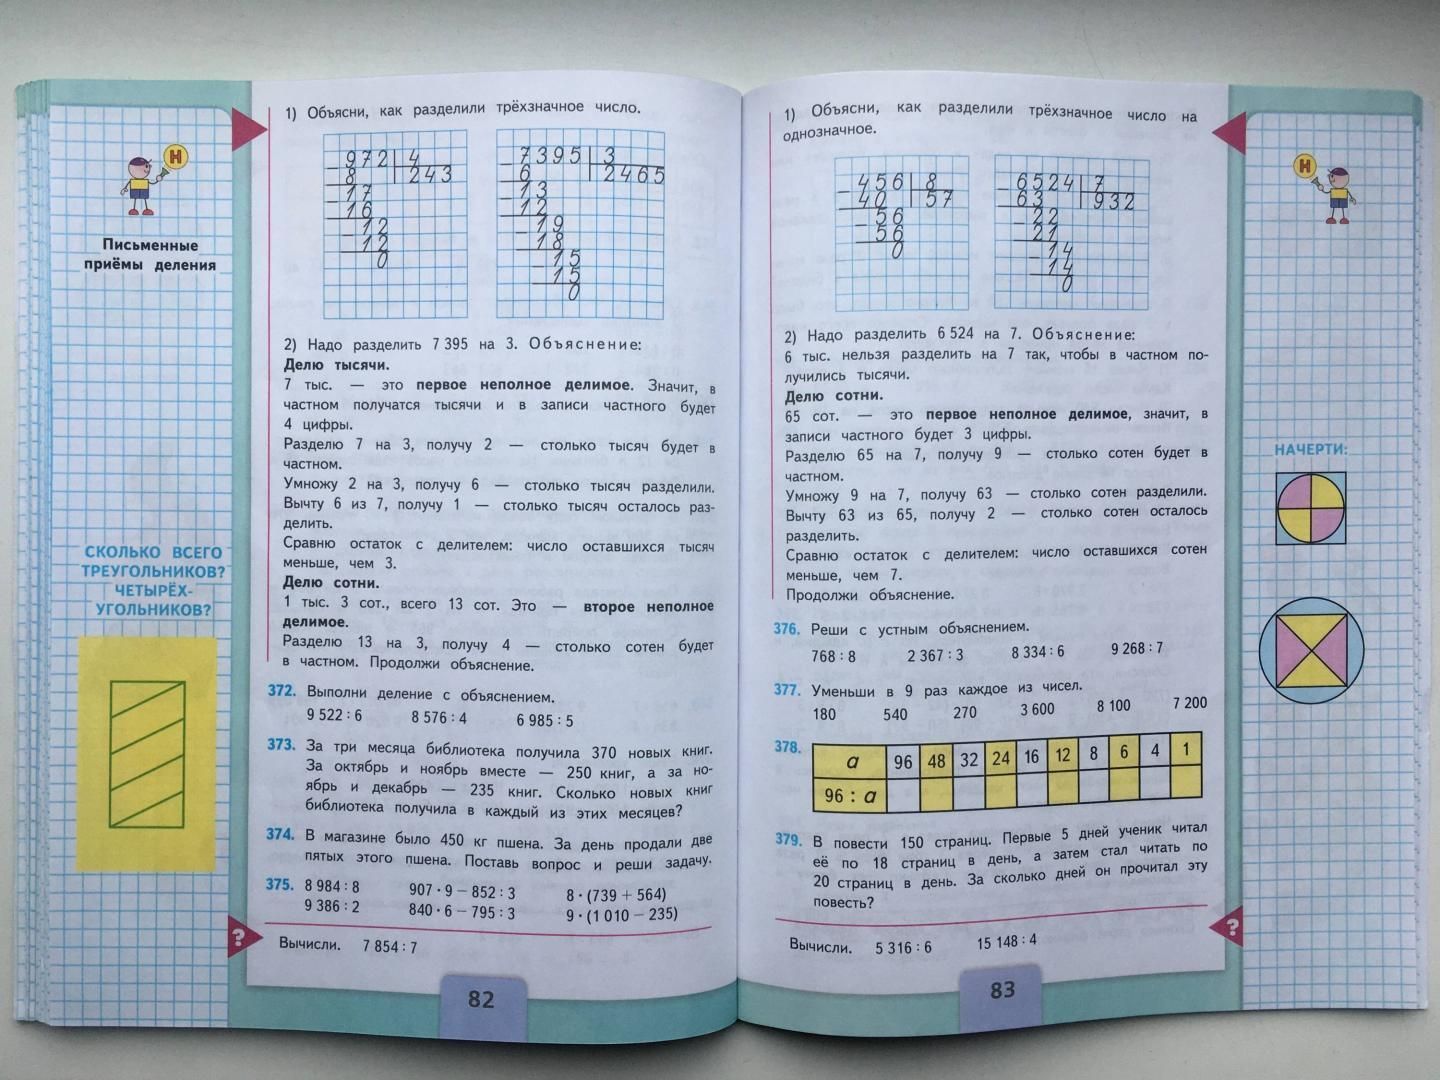 Н
Письменные
приёмы деления
СКОЛЬКО ВСЕГО
ТРЕУГОЛЬНИКОВ?
ЧЕТЫРЁХ-
УГОЛЬНИКОВ?
1) Объясни, как разделили трёхзначное число.
972 4
8 243
17
16
12
12
0
7395 3
6 2465
13
12
19
18
15
15
0
2) Надо разделить 7 395 на 3. Объяснение:
Делю тысячи.
7 тыс. — это первое неполное делимое. Значит, в
частном получатся тысячи и в записи частного будет
4 цифры.
Разделю 7 на 3, получу 2 — столько тысяч будет в
частном.
Умножу 2 на 3, получу 6 — столько тысяч разделили.
Вычту 6 из 7, получу 1 — столько тысяч осталось раз-
делить.
Сравню остаток с делителем: число оставшихся тысяч
меньше, чем 3.
Делю сотни.
1 тыс. 3 сот., всего 13 сот. Это — второе неполное
делимое.
Разделю 13 на 3, получу 4 — столько сотен будет
в частном. Продолжи объяснение.
372. Выполни деление с объяснением.
9 522 : 6 8 576 : 4 6 985 : 5
373. За три месяца библиотека получила 370 новых книг.
За октябрь и ноябрь вместе — 250 книг, а за но-
ябрь и декабрь — 235 книг. Сколько новых книг
библиотека получила в каждый из этих месяцев?
374. В магазине было 450 кг пшена. За день продали две
пятых этого пшена. Поставь вопрос и реши задачу.
375. 8 984 : 8 907 · 9 − 852 : 3 8 · (739 + 564)
9 386 : 2 840 · 6 − 795 : 3 9 · (1 010 − 235)
? Вычисли. 7 854 : 7
82
1) Объясни, как разделили трёхзначное число на
однозначное.
456 8
40 57
56
56
0
6524 7
63 932
22
21
14
14
0
2) Надо разделить 6 524 на 7. Объяснение:
6 тыс. нельзя разделить на 7 так, чтобы в частном по-
лучились тысячи.
Делю сотни.
65 сот. — это первое неполное делимое, значит, в
записи частного будет 3 цифры.
Разделю 65 на 7, получу 9 — столько сотен будет в
частном.
Умножу 9 на 7, получу 63 — столько сотен разделили.
Вычту 63 из 65, получу 2 — столько сотен осталось
разделить.
Сравню остаток с делителем: число оставшихся сотен
меньше, чем 7.
Продолжи объяснение.
376. Реши с устным объяснением.
768 : 8 2 367 : 3 8 334 : 6 9 268 : 7
377. Уменьши в 9 раз каждое из чисел.
180 540 270 3 600 8 100 7 200
378. a 96 48 32 24 16 12 8 6 4 1
96 : a
379. В повести 150 страниц. Первые 5 дней ученик читал
её по 18 страниц в день, а затем стал читать по
20 страниц в день. За сколько дней он прочитал эту
повесть?
Вычисли. 5 316 : 6 15 148 : 4 ?
83
Н
НАЧЕРТИ: